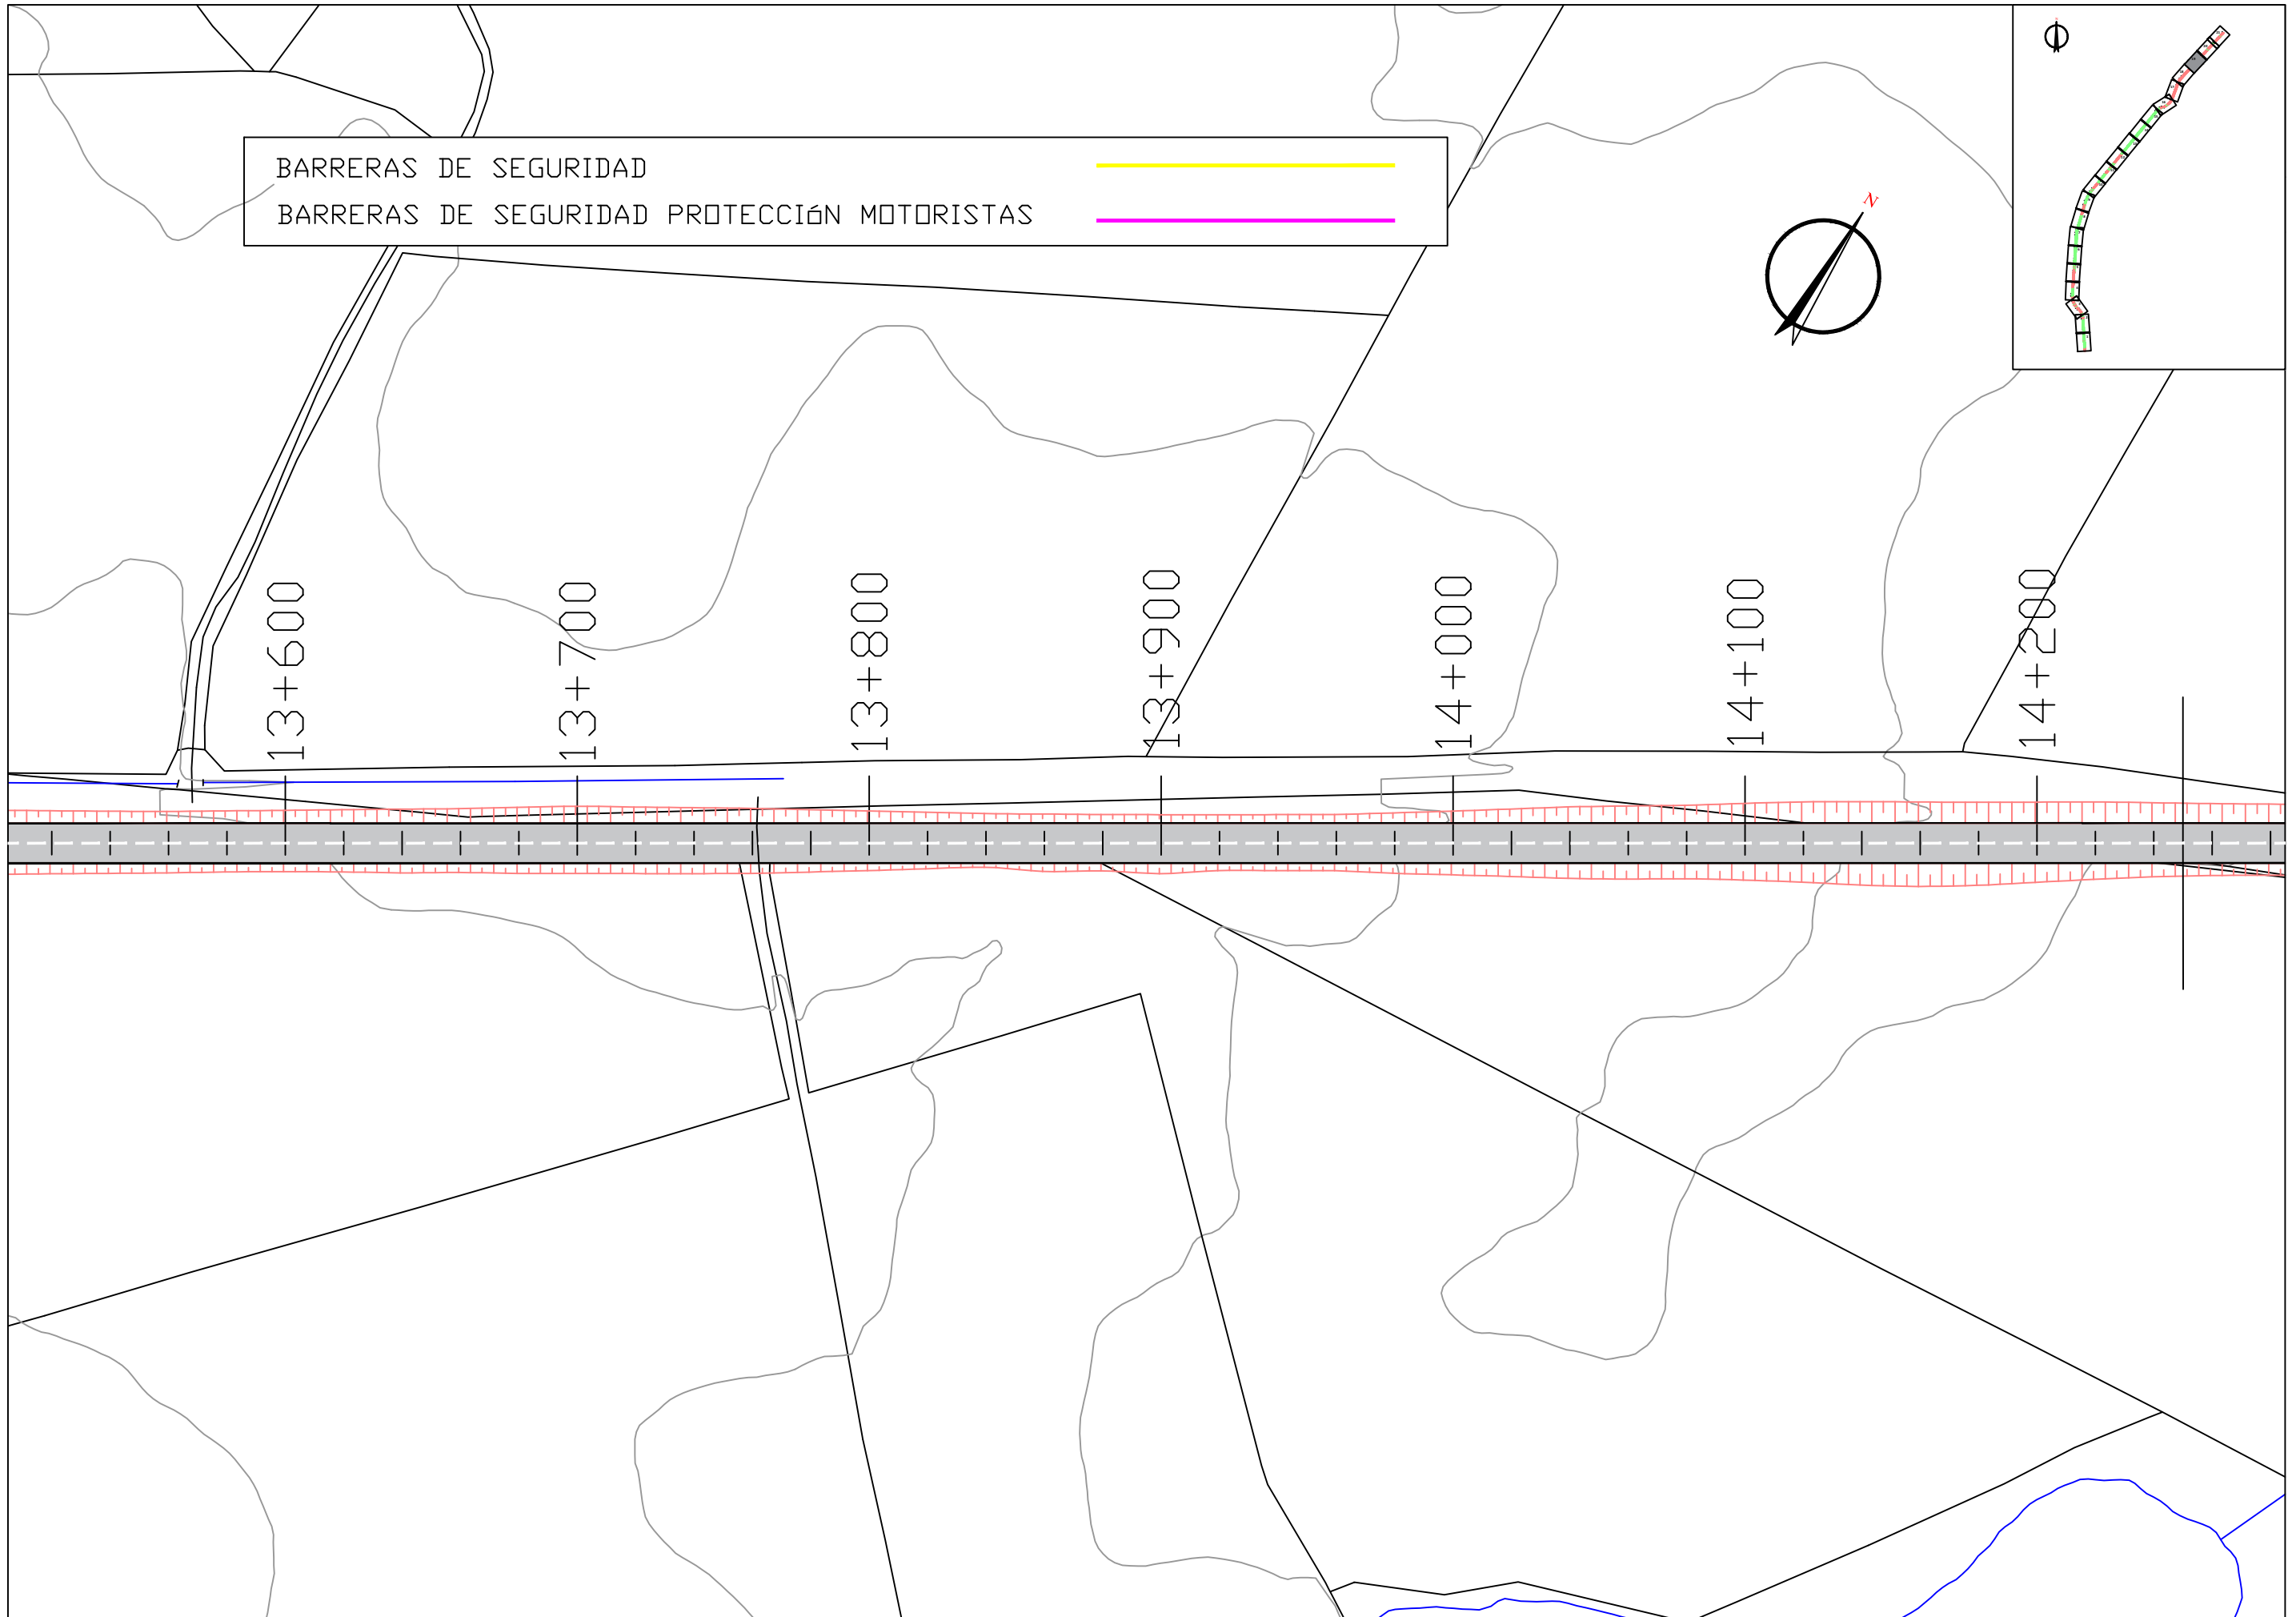 BARRERAS DE SEGURIDAD
BARRERAS DE SEGURIDAD PROTECCIóN MOTORISTAS
N
13+600
13+700
13+800
13+900
14+000
14+100
14+200